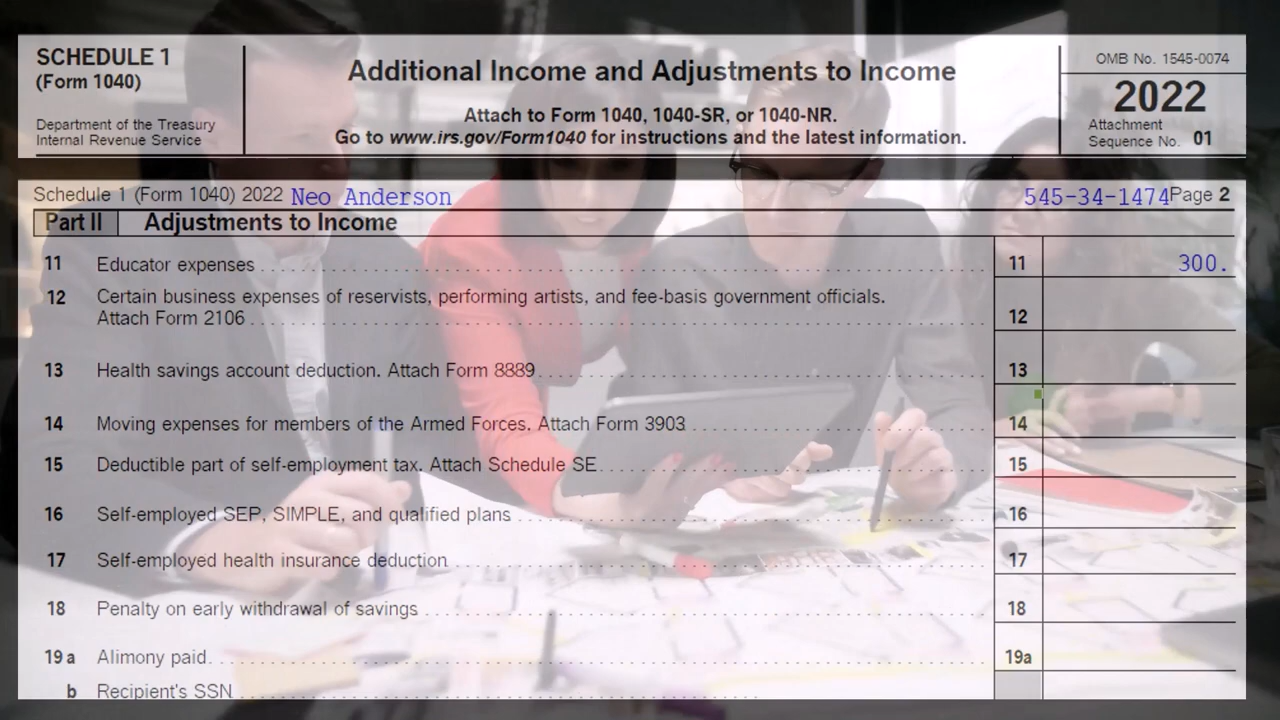 SCHEDULE 1
(Form 1040)
Department of the Treasury
Internal Revenue Service
Additional Income and Adjustments to Income
Attach to Form 1040, 1040-SR, or 1040-NR.
Go to www.irs.gov/Form1040 for instructions and the latest information.
OMB No. 1545-0074
2022
Attachment
Sequence No. 01
Schedule 1 (Form 1040) 2022 Neo Anderson 545-34-1474 Page 2
Part II Adjustments to Income
11 Educator expenses 11 300.
12 Certain business expenses of reservists, performing artists, and fee-basis government officials.
Attach Form 2106 12
13 Health savings account deduction. Attach Form 8889 13
14 Moving expenses for members of the Armed Forces. Attach Form 3903 14
15 Deductible part of self-employment tax. Attach Schedule SE 15
16 Self-employed SEP, SIMPLE, and qualified plans 16
17 Self-employed health insurance deduction 17
18 Penalty on early withdrawal of savings 18
19a Alimony paid 19a
b Recipient's SSN